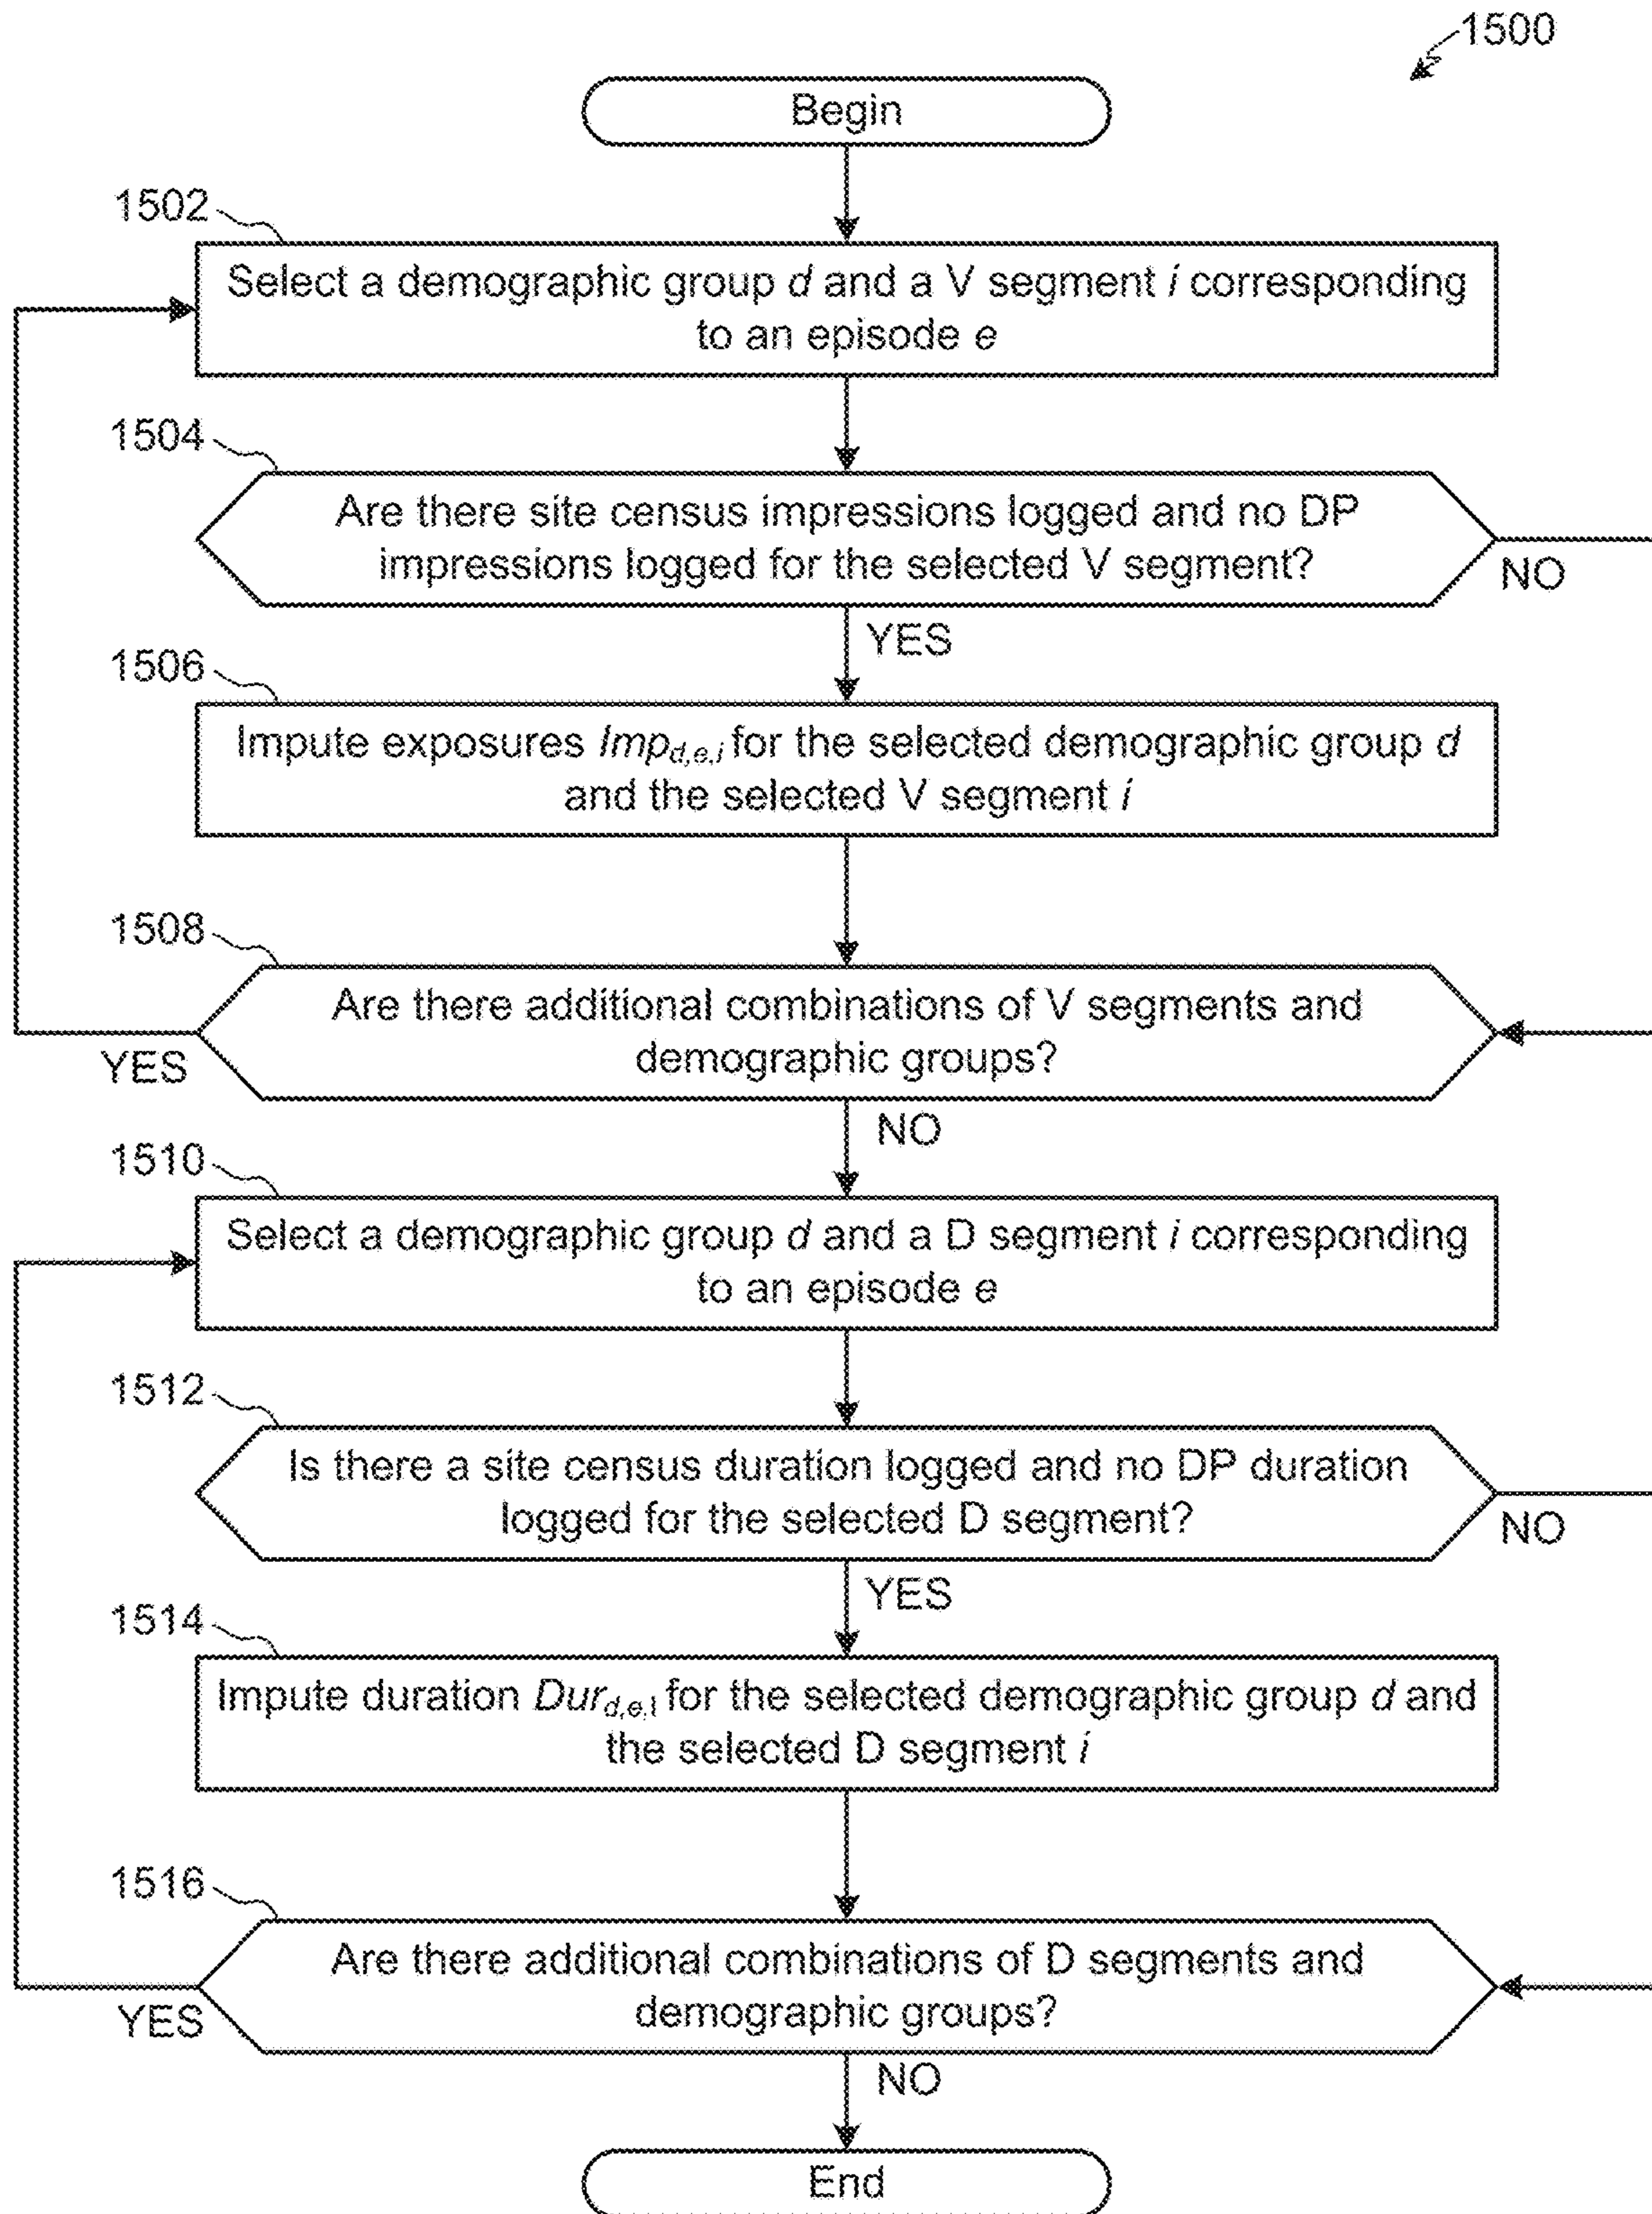 1500
Begin
1502
Select a demographic group d and a V segment i corresponding
to an episode e
1504
Are there site census impressions logged and no DP
impressions logged for the selected V segment?
NO
YES
1506
Impute exposures Imp d,e,i for the selected demographic group d
and the selected V segment i
1508
Are there additional combinations of V segments and
demographic groups?
YES
NO
1510
Select a demographic group d and a D segment i corresponding
to an episode e
1512
Is there a site census duration logged and no DP duration
logged for the selected D segment?
NO
YES
1514
Impute duration Dur d,e,i for the selected demographic group d and
the selected D segment i
1516
Are there additional combinations of D segments and
demographic groups?
YES
NO
End